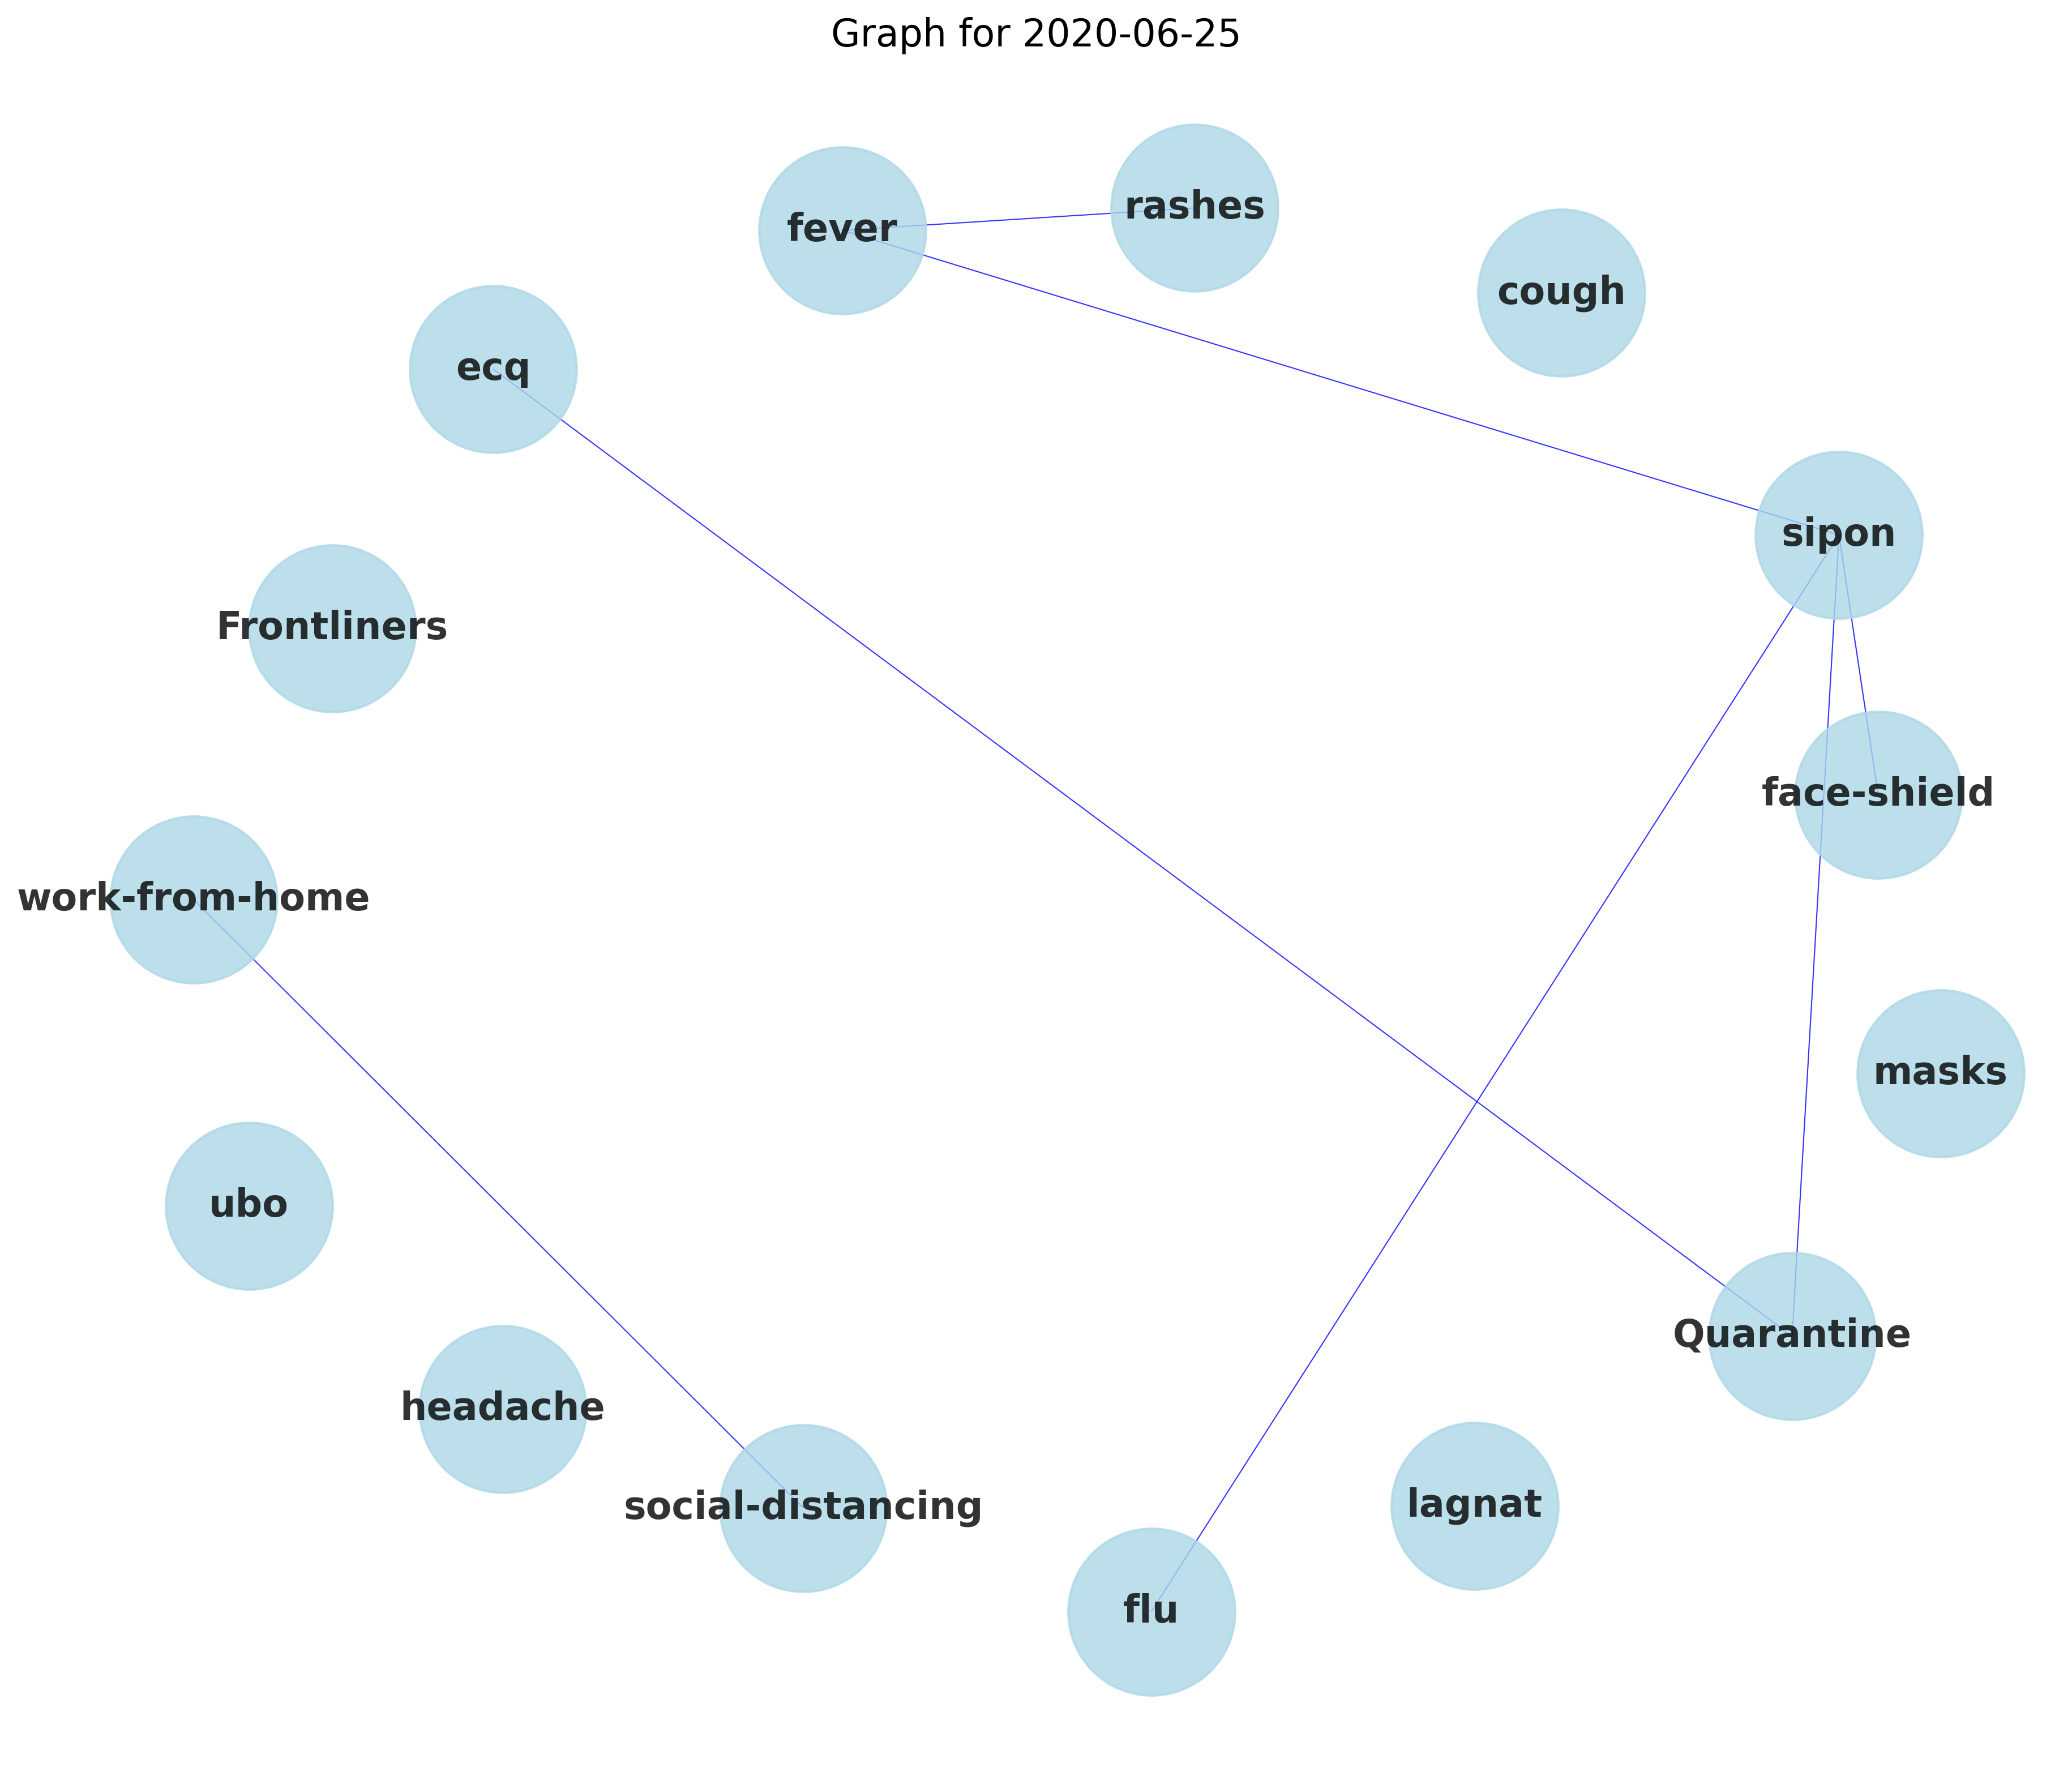 Graph for 2020-06-25
rashes
fever
cough
ecq
sipon
Frontliners
face-shield
work-from-home
masks
ubo
Quarantine
headache
lagnat
social-distancing
flu